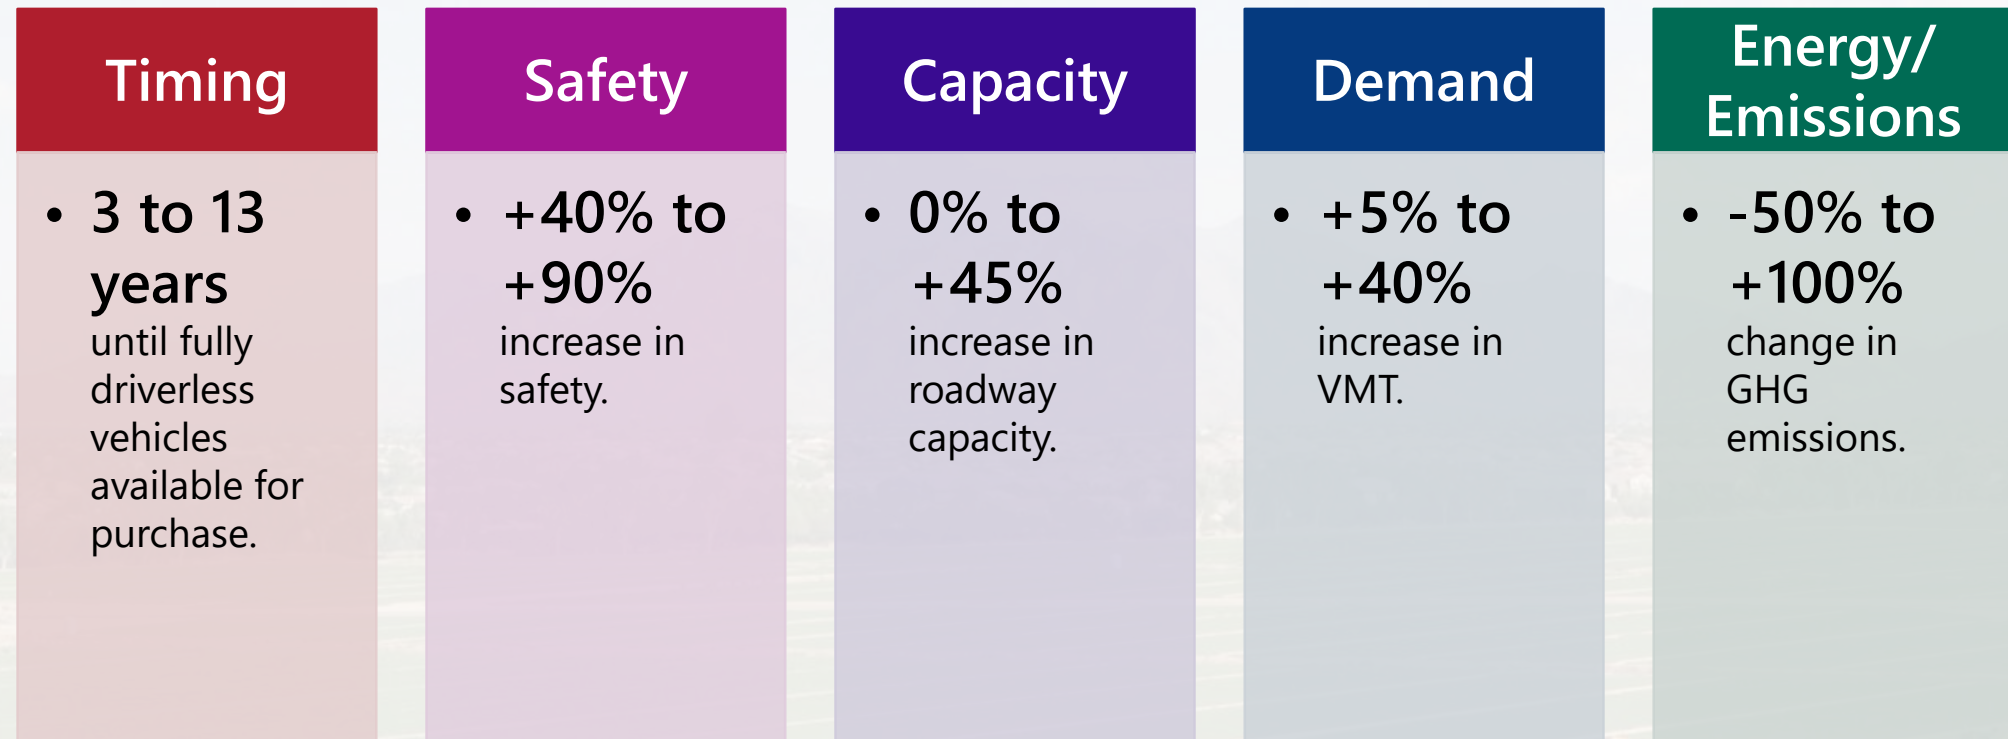 Timing
• 3 to 13
years
until fully
driverless
vehicles
available for
purchase.
Safety
• +40% to
+90%
increase in
safety.
Capacity
• 0% to
+45%
increase in
roadway
capacity.
Demand
• +5% to
+40%
increase in
VMT.
Energy/
Emissions
• -50% to
+100%
change in
GHG
emissions.